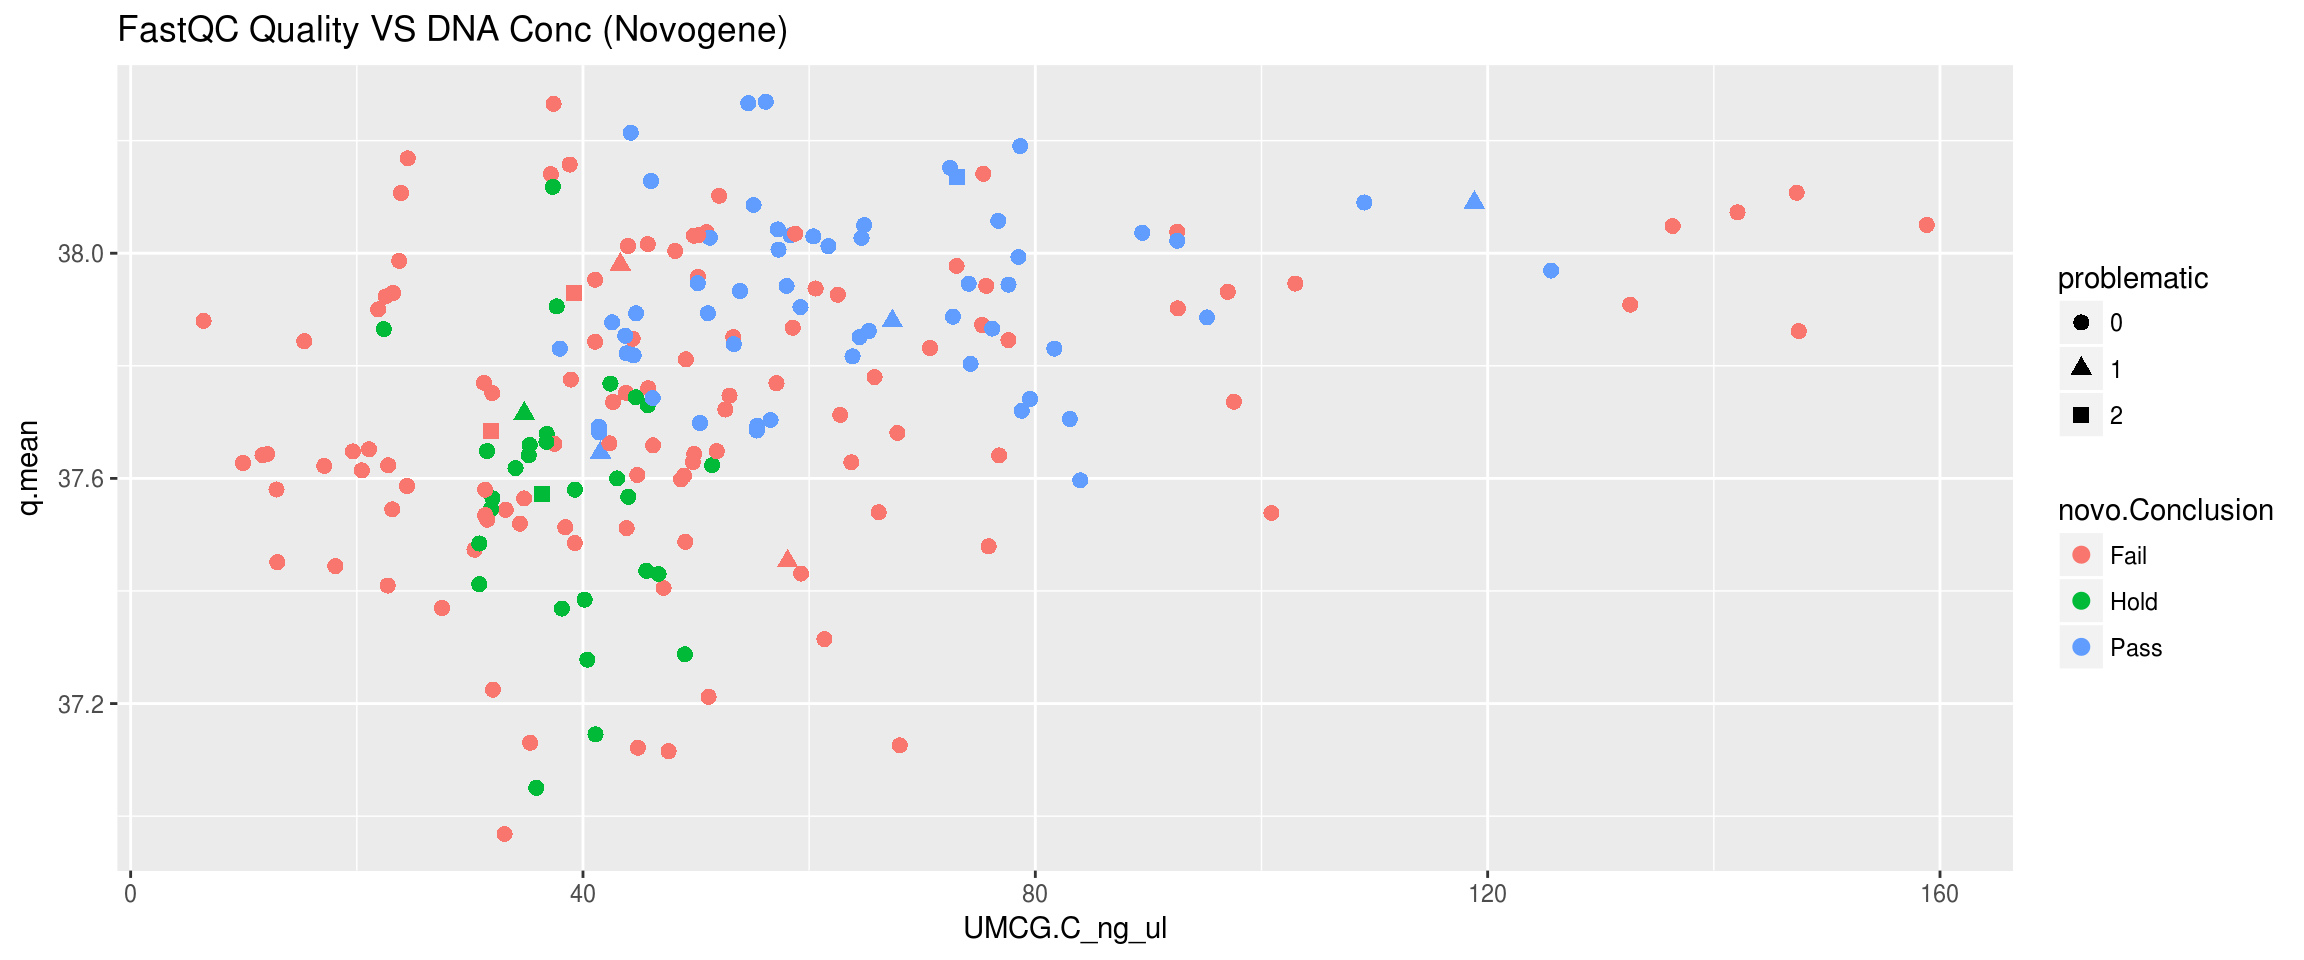 FastQC Quality VS DNA Conc (Novogene)
38.0
37.6
37.2
q.mean
0 40 80 120 160
UMCG.C_ng_ul
problematic
0
1
2
novo.Conclusion
Fail
Hold
Pass